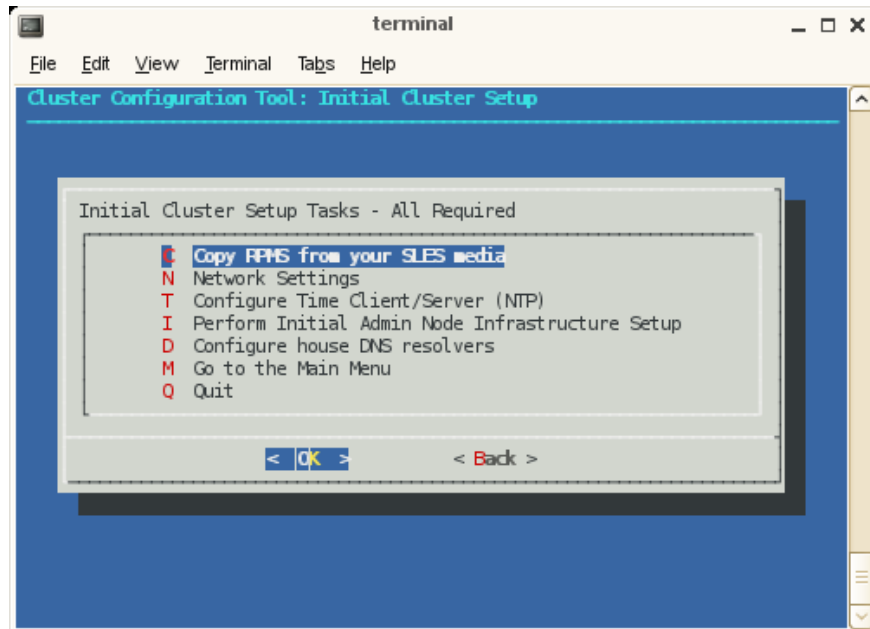 terminal
File Edit View Terminal Tabs Help
Cluster Configuration Tool: Initial Cluster Setup
Initial Cluster Setup Tasks - All Required
C Copy RPMS from your SLES media
N Network Settings
T Configure Time Client/Server (NTP)
I Perform Initial Admin Node Infrastructure Setup
D Configure house DNS resolvers
M Go to the Main Menu
Q Quit
< OK > < Back >